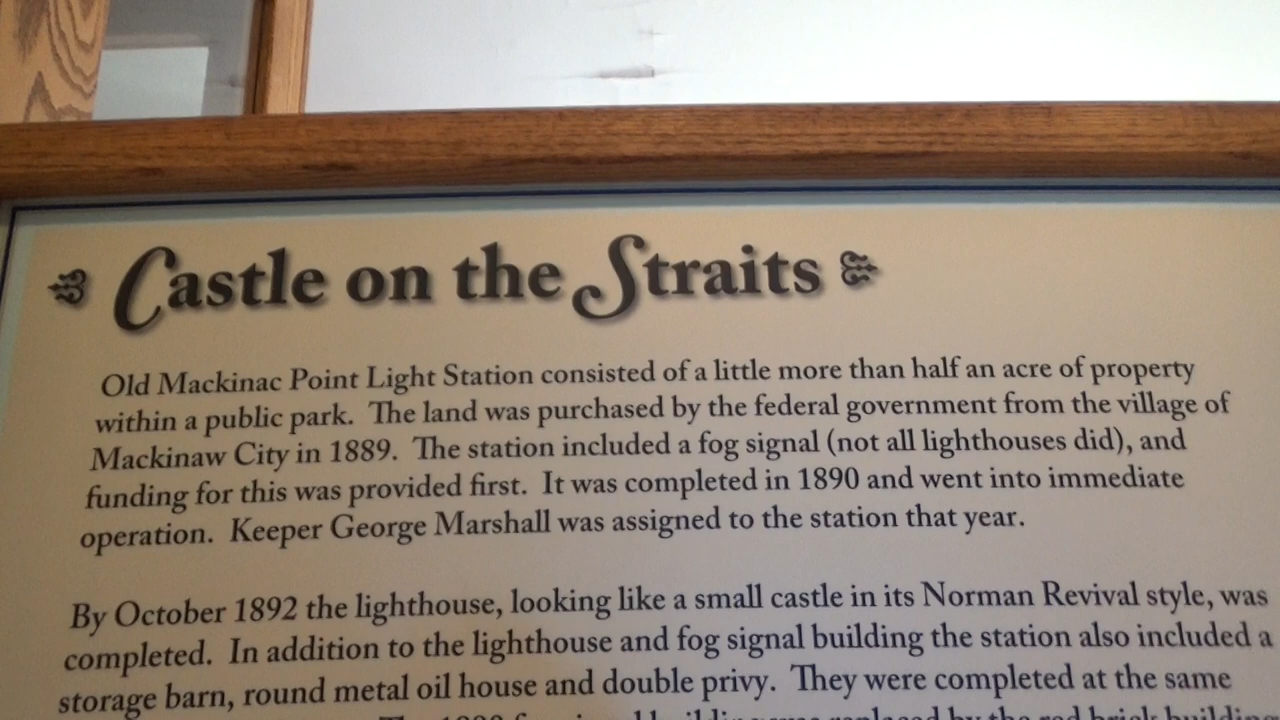 Castle on the Straits
Old Mackinac Point Light Station consisted of a little more than half an acre of property
within a public park. The land was purchased by the federal government from the village of
Mackinaw City in 1889. The station included a fog signal (not all lighthouses did), and
funding for this was provided first. It was completed in 1890 and went into immediate
operation. Keeper George Marshall was assigned to the station that year.
By October 1892 the lighthouse, looking like a small castle in its Norman Revival style, was
completed. In addition to the lighthouse and fog signal building the station also included a
storage barn, round metal oil house and double privy. They were completed at the same
replaced by the red brick building